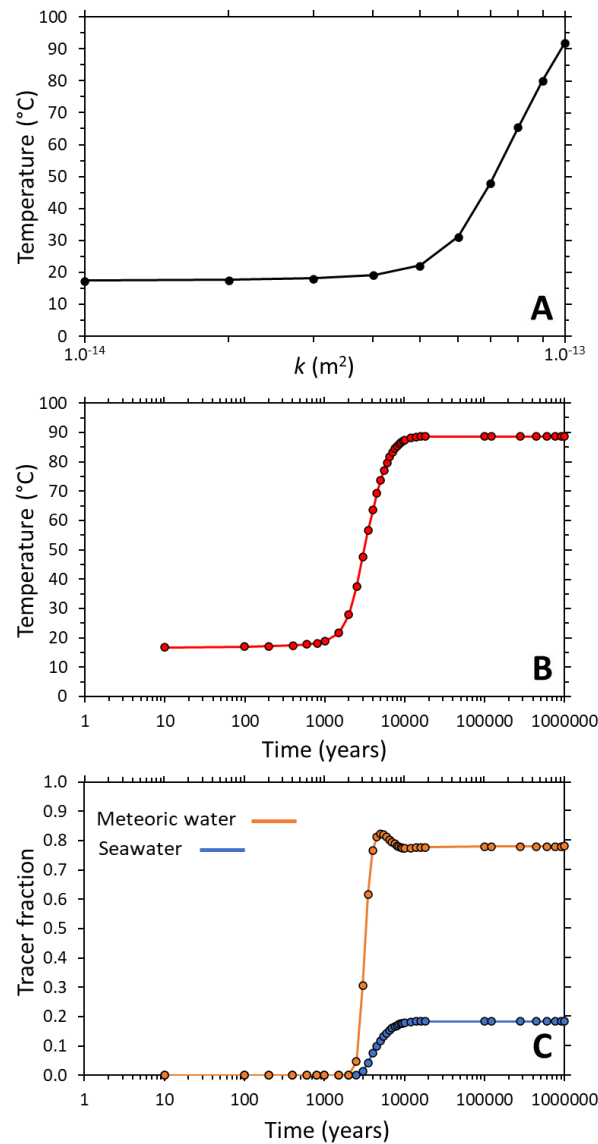 100
90
80
70
60
50
40
30
20
10
0
Temperature (°C)
A
1.0⁻¹⁴
1.0⁻¹³
k (m²)
100
90
80
70
60
50
40
30
20
10
0
Temperature (°C)
B
1 10 100 1000 10000 100000 1000000
Time (years)
1.0
0.9
0.8
0.7
0.6
0.5
0.4
0.3
0.2
0.1
0.0
Tracer fraction
Meteoric water
Seawater
C
1 10 100 1000 10000 100000 1000000
Time (years)